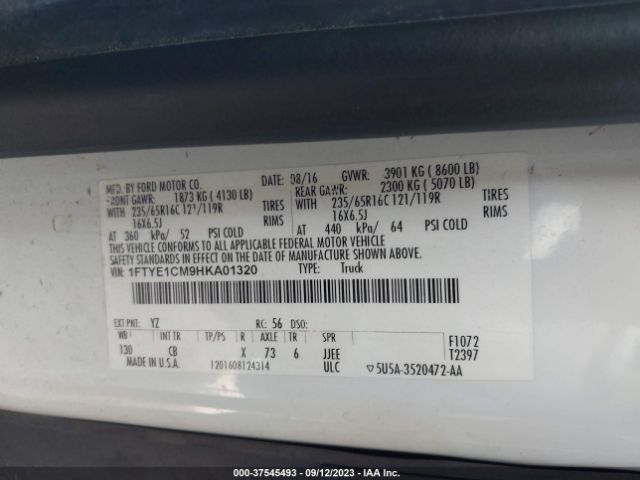 MFD. BY FORD MOTOR CO. DATE: 08/16 GVWR: 3901 KG ( 8600 LB)
FRONT GAWR: 1873 KG ( 4130 LB) REAR GAWR: 2300 KG ( 5070 LB)
WITH 235/65R16C 121/119R TIRES WITH 235/65R16C 121/119R TIRES
16X6.5J RIMS 16X6.5J RIMS
AT 360 kPa/ 52 PSI COLD AT 440 kPa/ 64 PSI COLD
THIS VEHICLE CONFORMS TO ALL APPLICABLE FEDERAL MOTOR VEHICLE
SAFETY STANDARDS IN EFFECT ON THE DATE OF MANUFACTURE SHOWN ABOVE.
VIN: 1FTYE1CM9HKA01320 TYPE: Truck
EXT PNT: YZ RC: 56 DSO:
WB INT TR TP/PS R AXLE TR SPR F1072
130 CB X 73 6 JJEE T2397
MADE IN U.S.A. 1201608124314 ULC ▽5U5A-3520472-AA
000-37545493 - 09/12/2023 - IAAI.COM